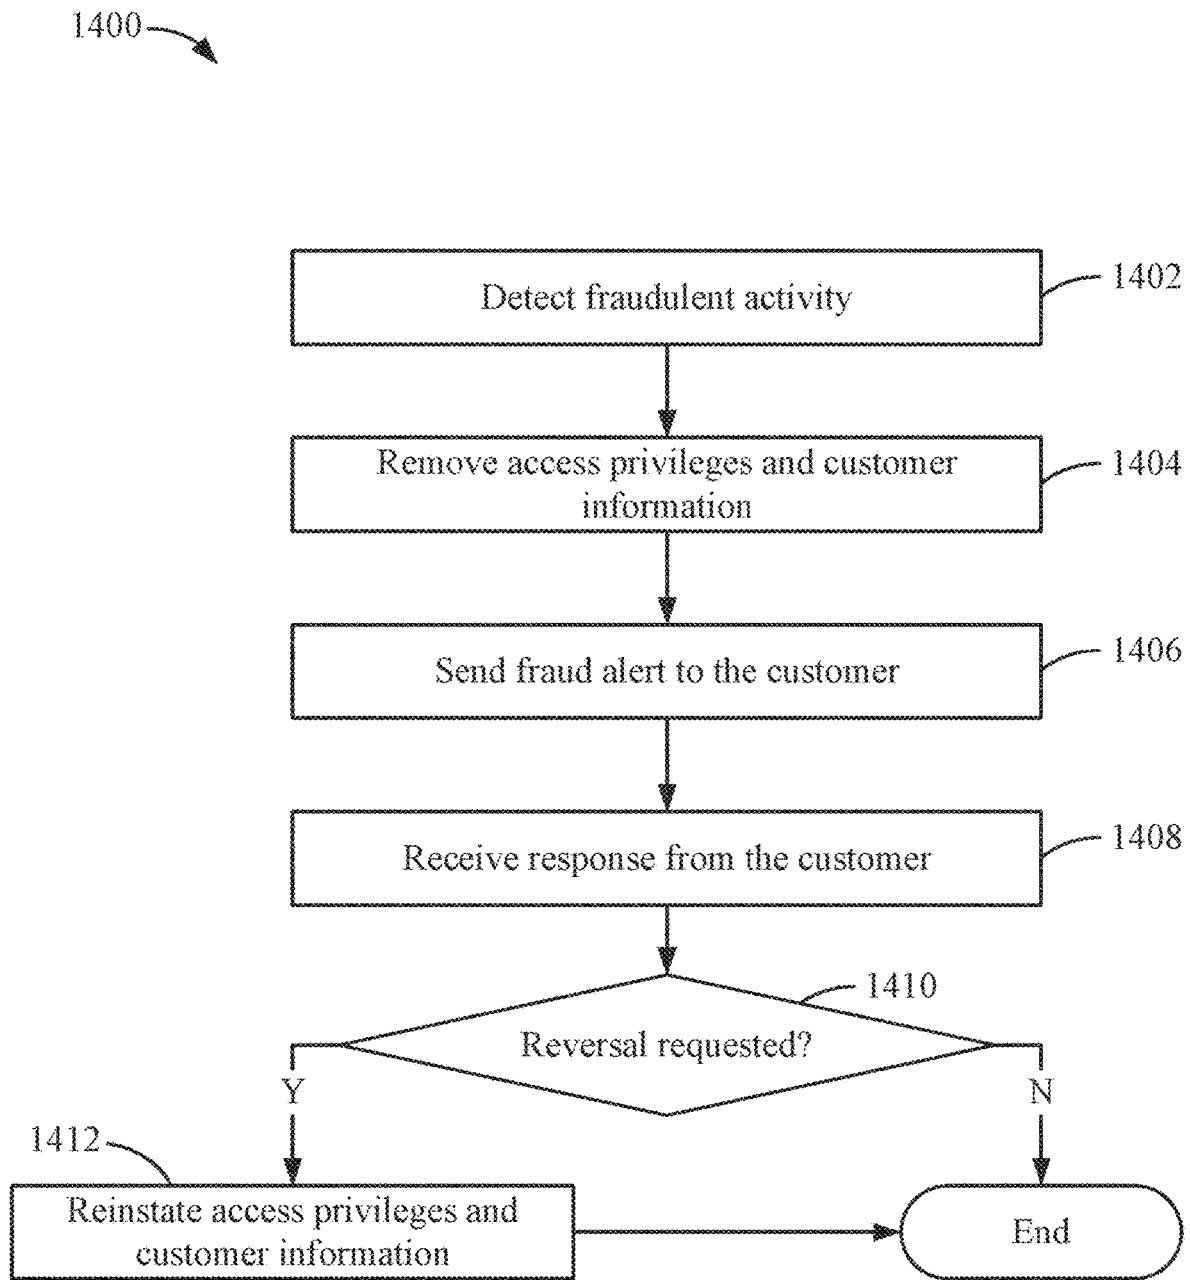 1400
Detect fraudulent activity
1402
Remove access privileges and customer
information
1404
Send fraud alert to the customer
1406
Receive response from the customer
1408
1410
Reversal requested?
Y
N
1412
Reinstate access privileges and
customer information
End